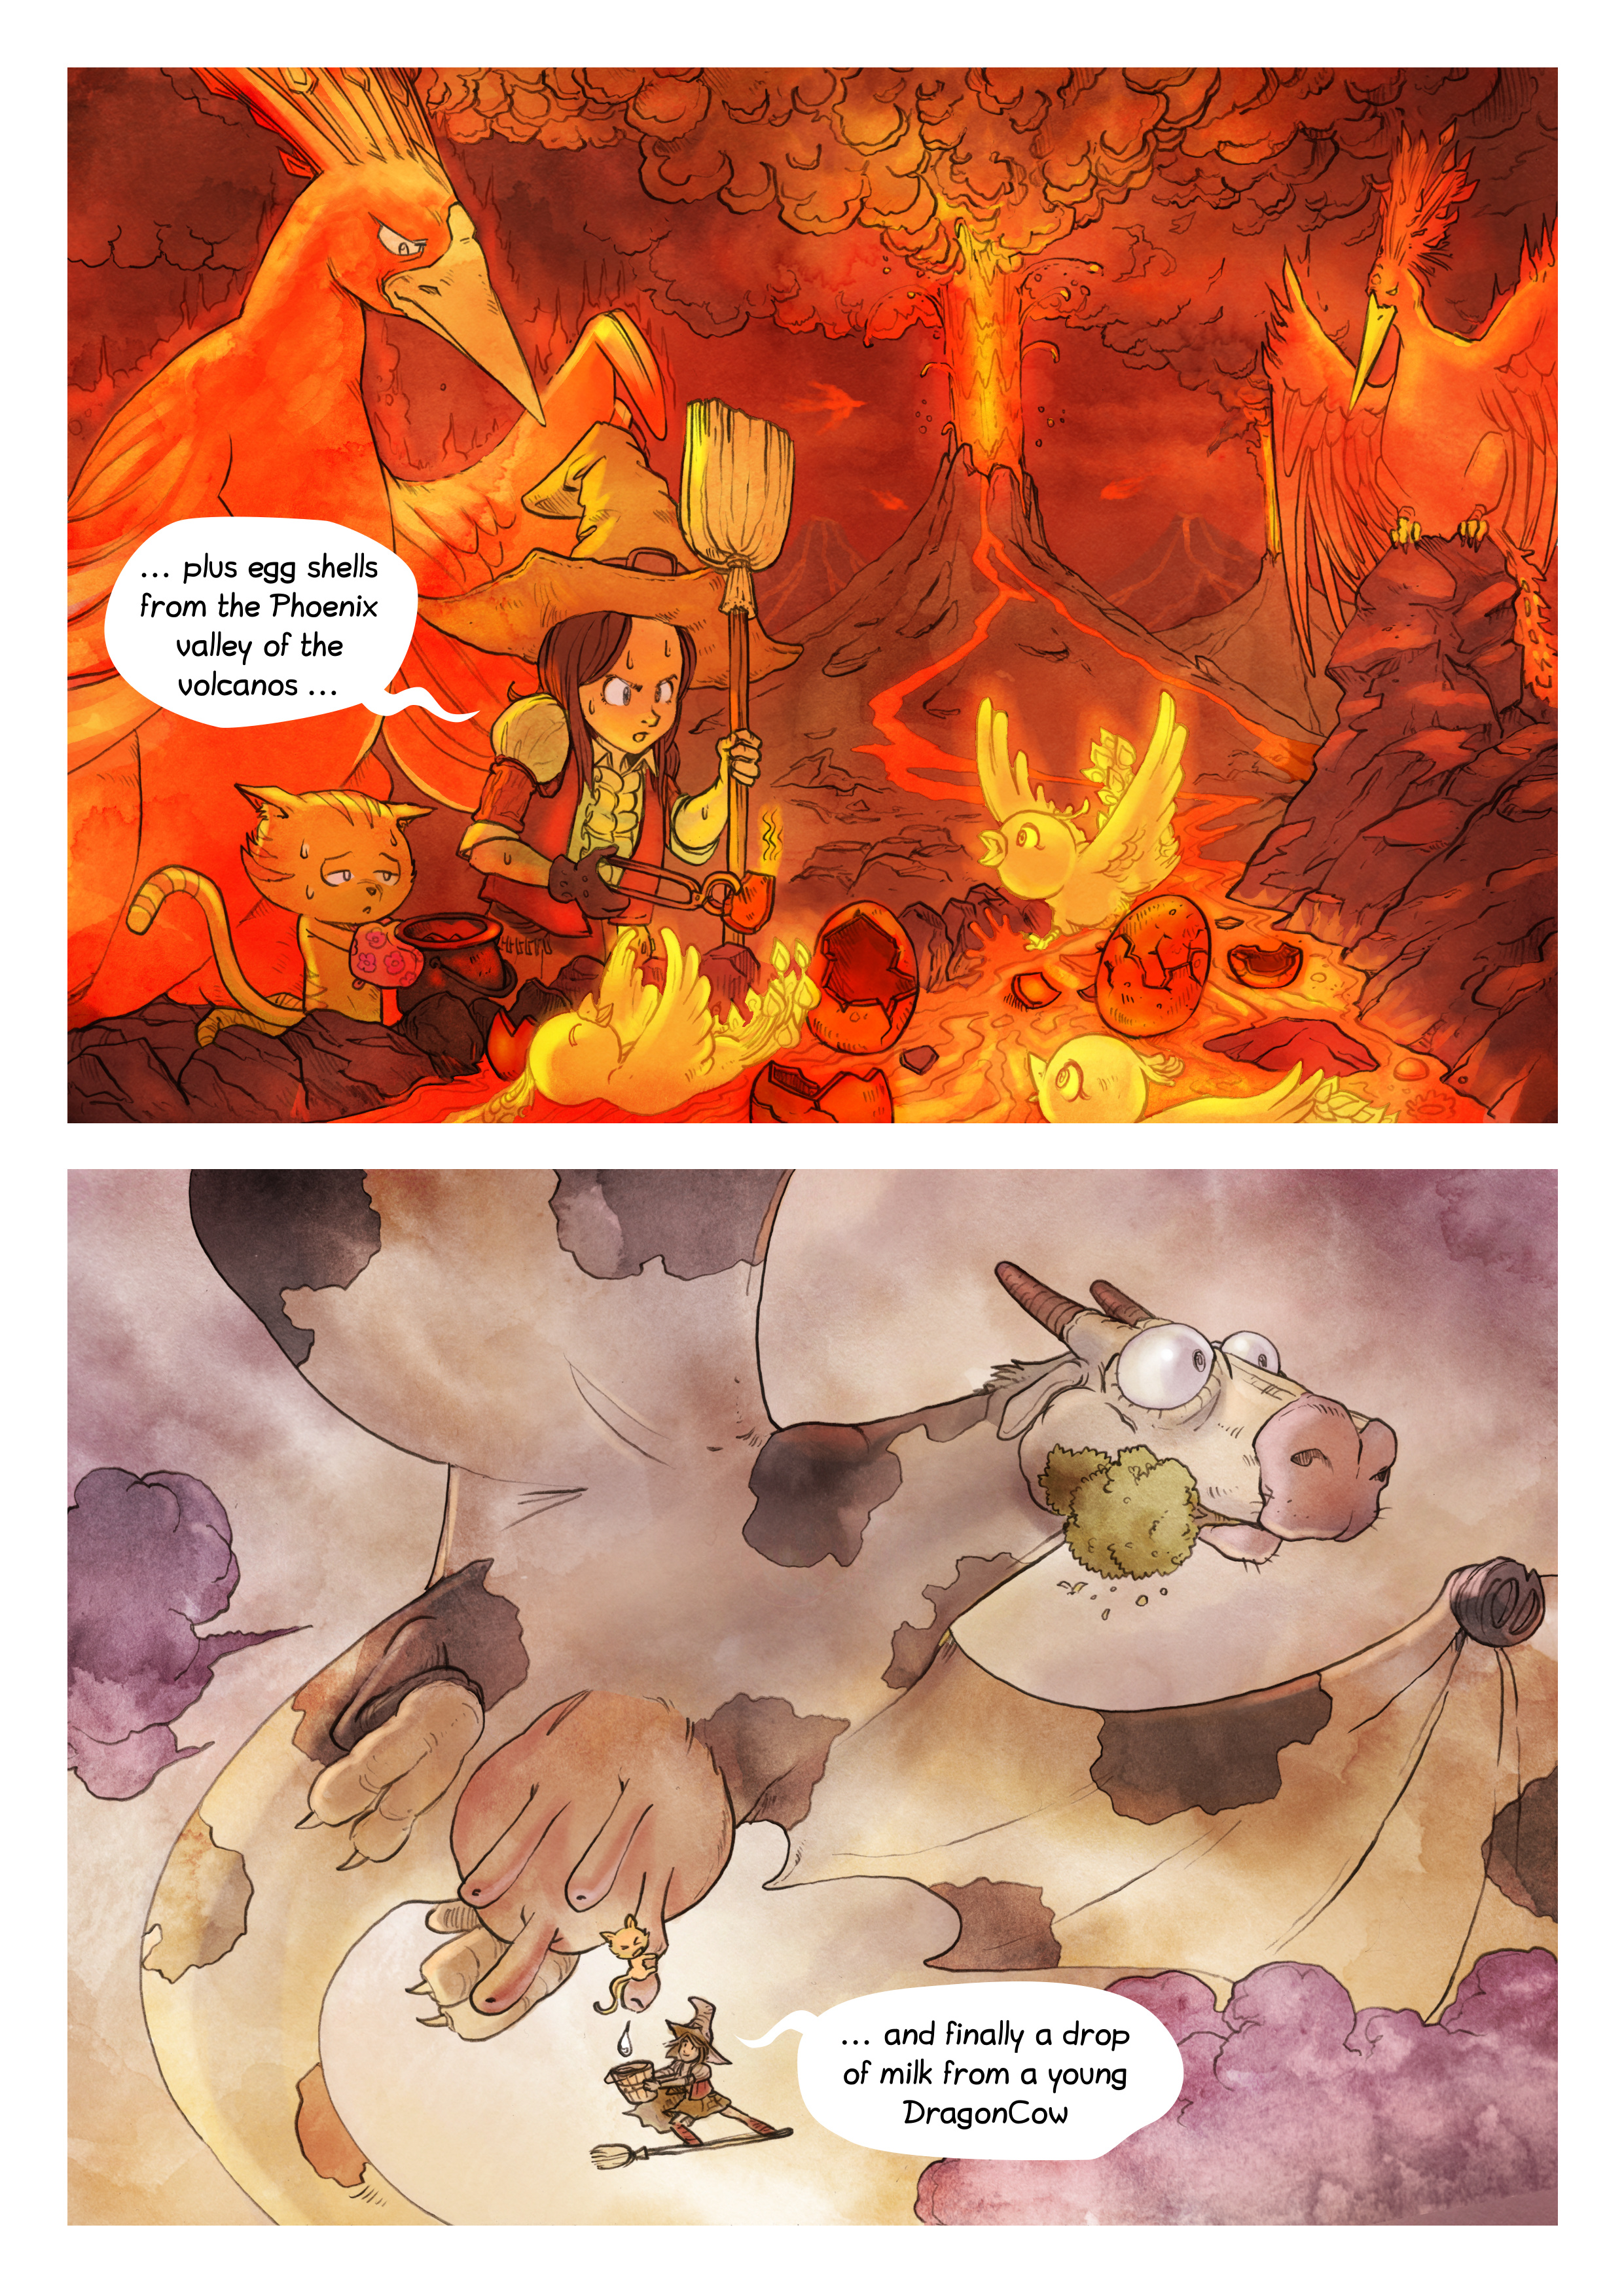 ... plus egg shells
from the Phoenix
valley of the
volcanos ...
... and finally a drop
of milk from a young
DragonCow